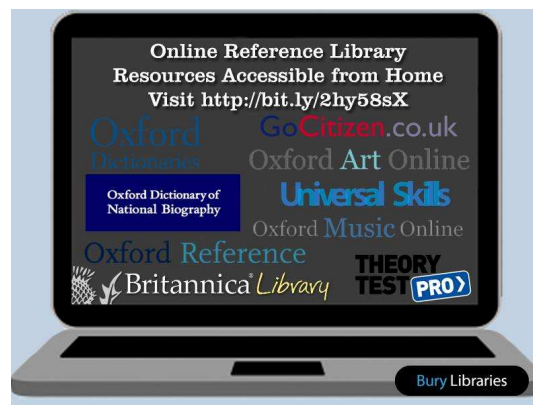 Online Reference Library
Resources Accessible from Home
Visit http://bit.ly/2hy58sX
Oxford
Dictionaries
GoCitizen.co.uk
Oxford Art Online
Oxford Dictionary of
National Biography
Universal Skills
Oxford Music Online
Oxford Reference
Britannica® Library
THEORY
TEST PRO
Bury Libraries